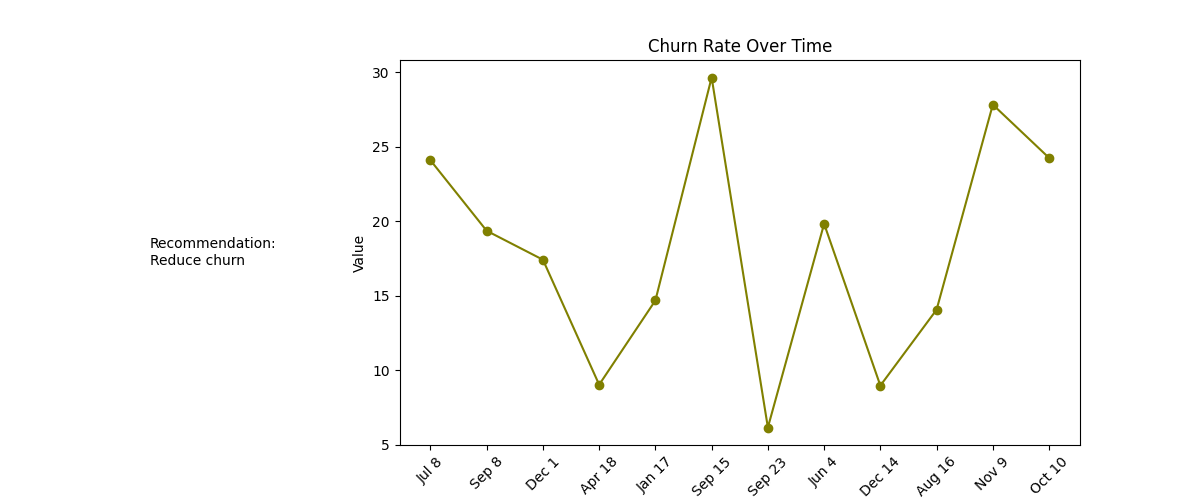 Churn Rate Over Time
Recommendation:
Reduce churn
Value
30
25
20
15
10
5
Jul 8
Sep 8
Dec 1
Apr 18
Jan 17
Sep 15
Sep 23
Jun 4
Dec 14
Aug 16
Nov 9
Oct 10